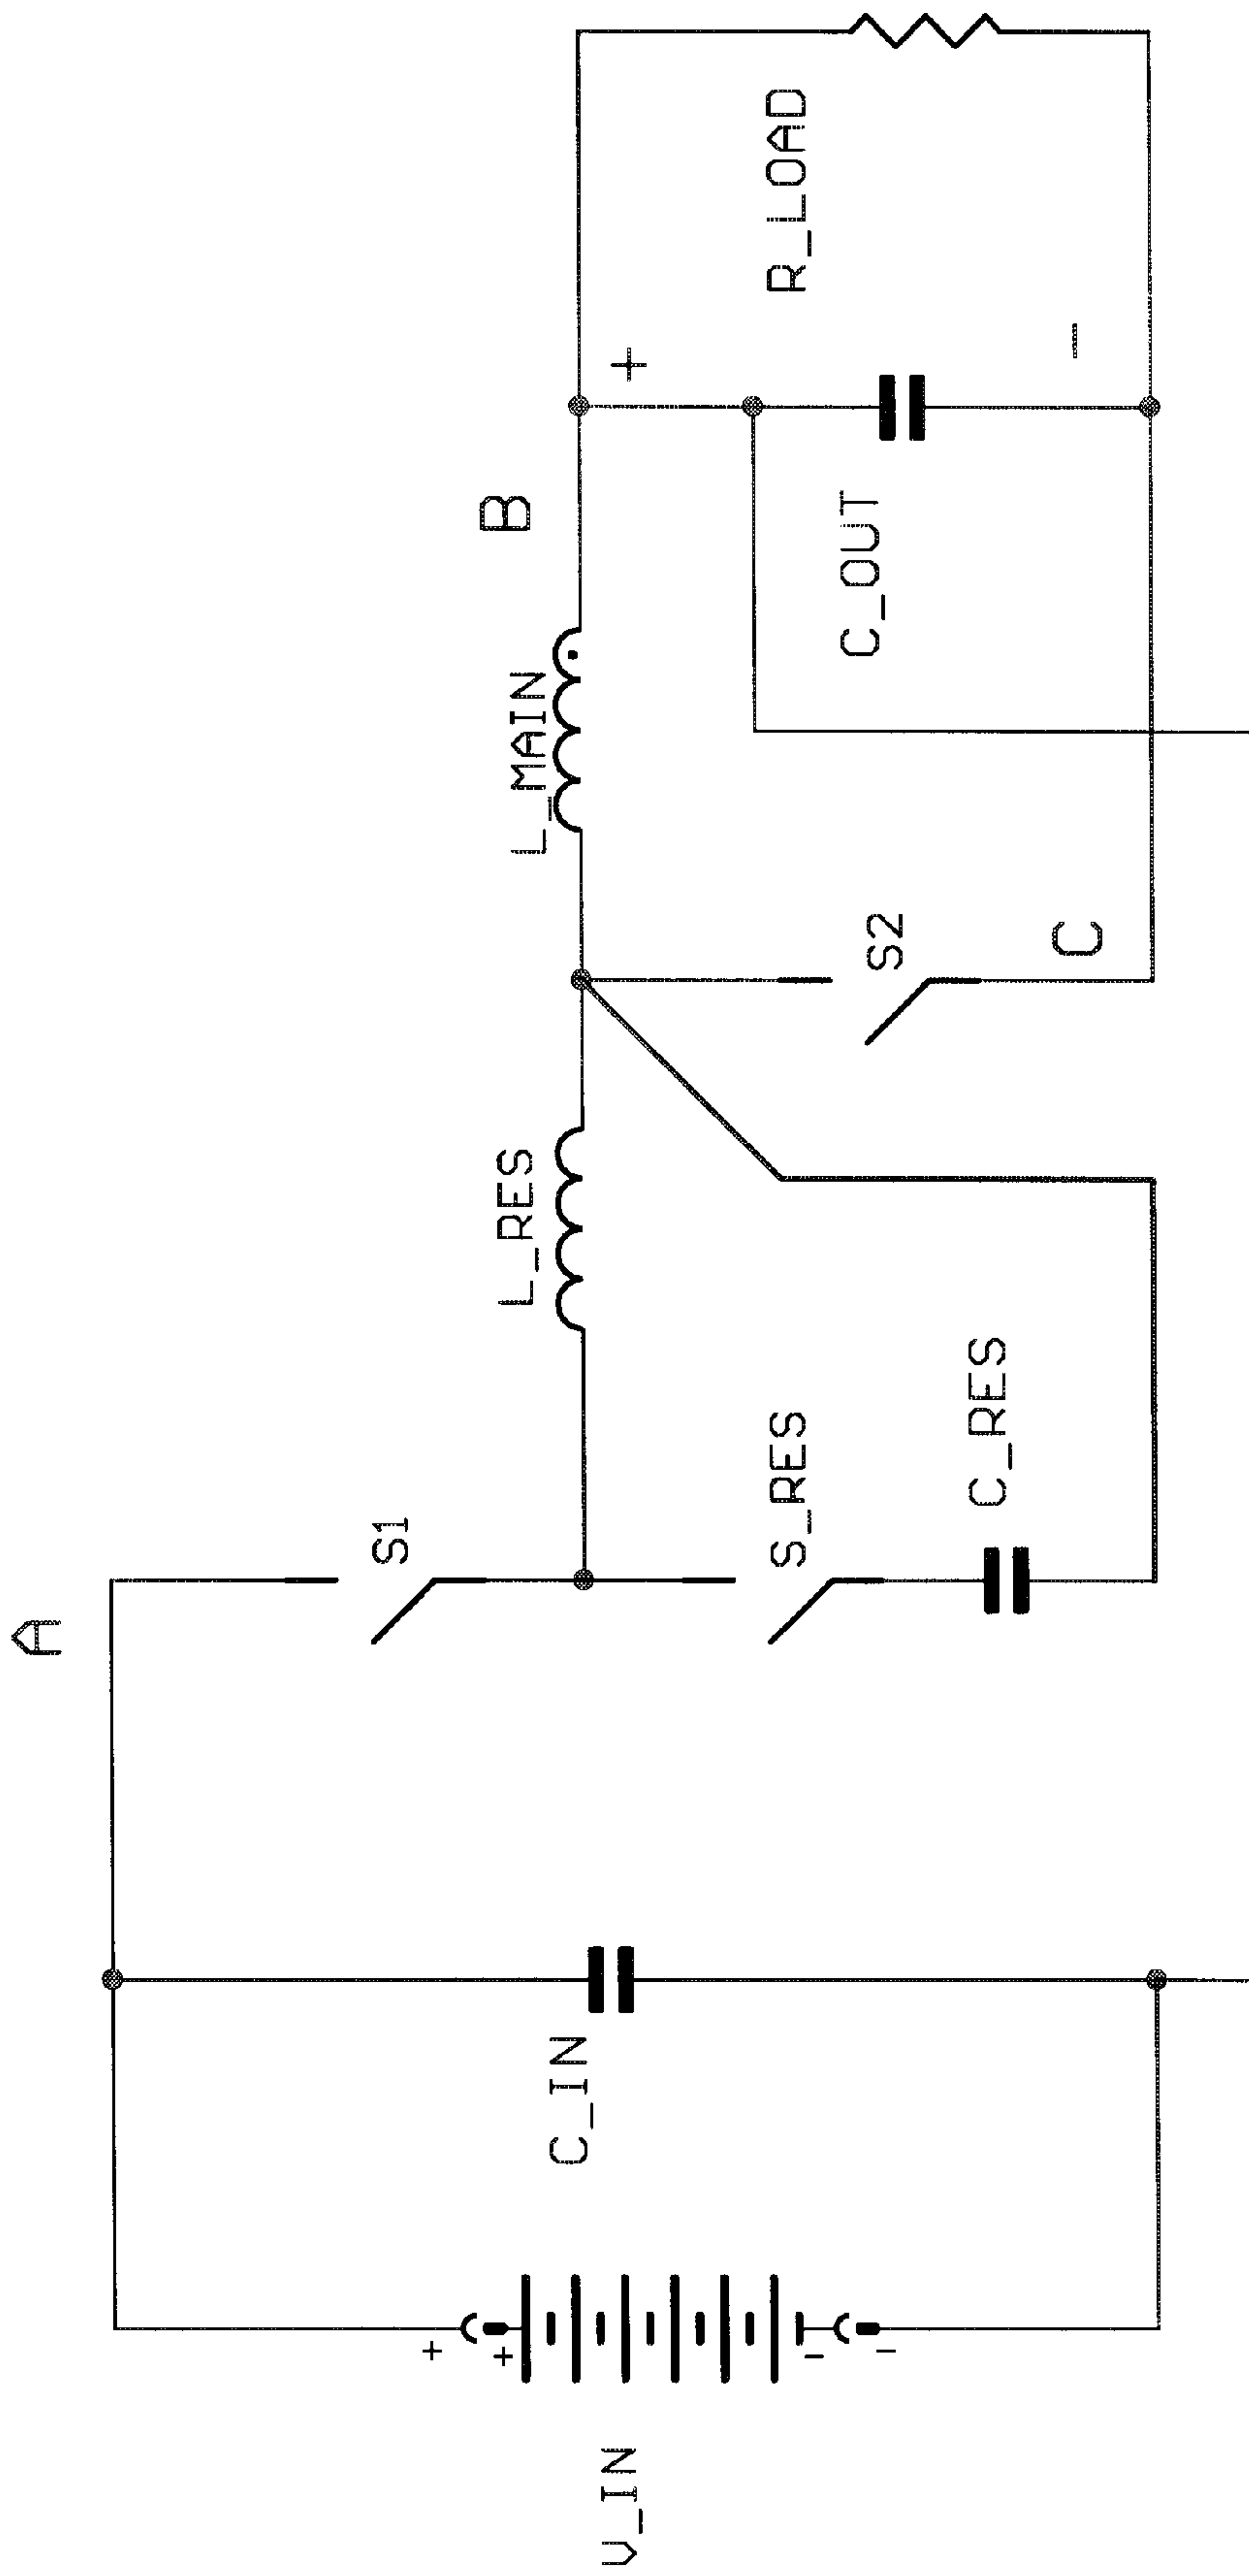 A
B
C
S1
S2
L_RES
L_MAIN
S_RES
C_RES
C_IN
V_IN
C_OUT
R_LOAD
+
-
+
+
-
-